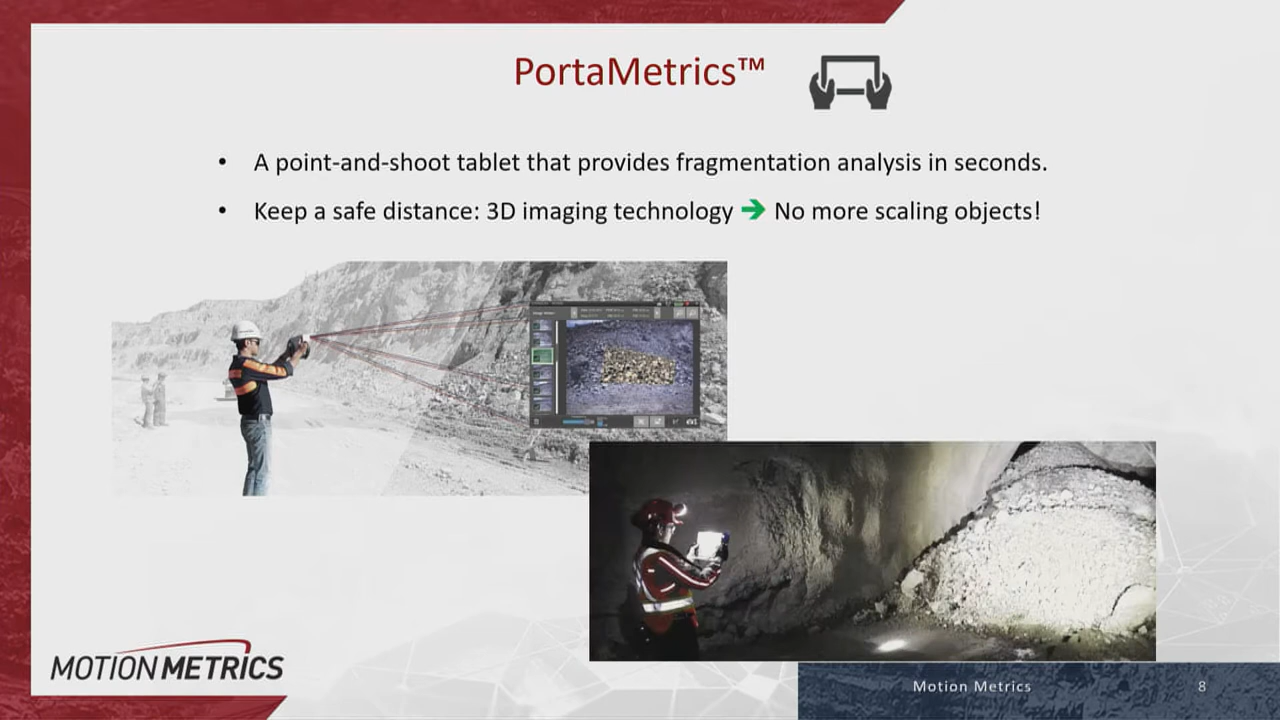 PortaMetrics™
• A point-and-shoot tablet that provides fragmentation analysis in seconds.
• Keep a safe distance: 3D imaging technology ➔ No more scaling objects!
MOTION METRICS
Motion Metrics
8